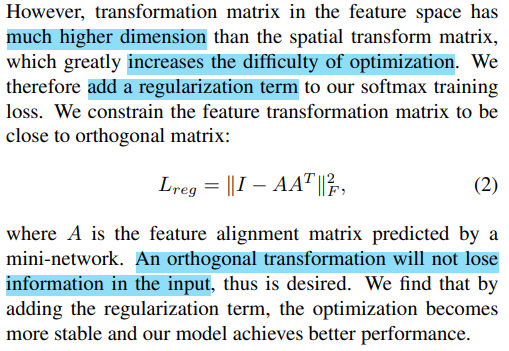 However, transformation matrix in the feature space has
much higher dimension than the spatial transform matrix,
which greatly increases the difficulty of optimization. We
therefore add a regularization term to our softmax training
loss. We constrain the feature transformation matrix to be
close to orthogonal matrix:
L_{reg} = \|I - AA^T\|_F^2, (2)
where A is the feature alignment matrix predicted by a
mini-network. An orthogonal transformation will not lose
information in the input, thus is desired. We find that by
adding the regularization term, the optimization becomes
more stable and our model achieves better performance.